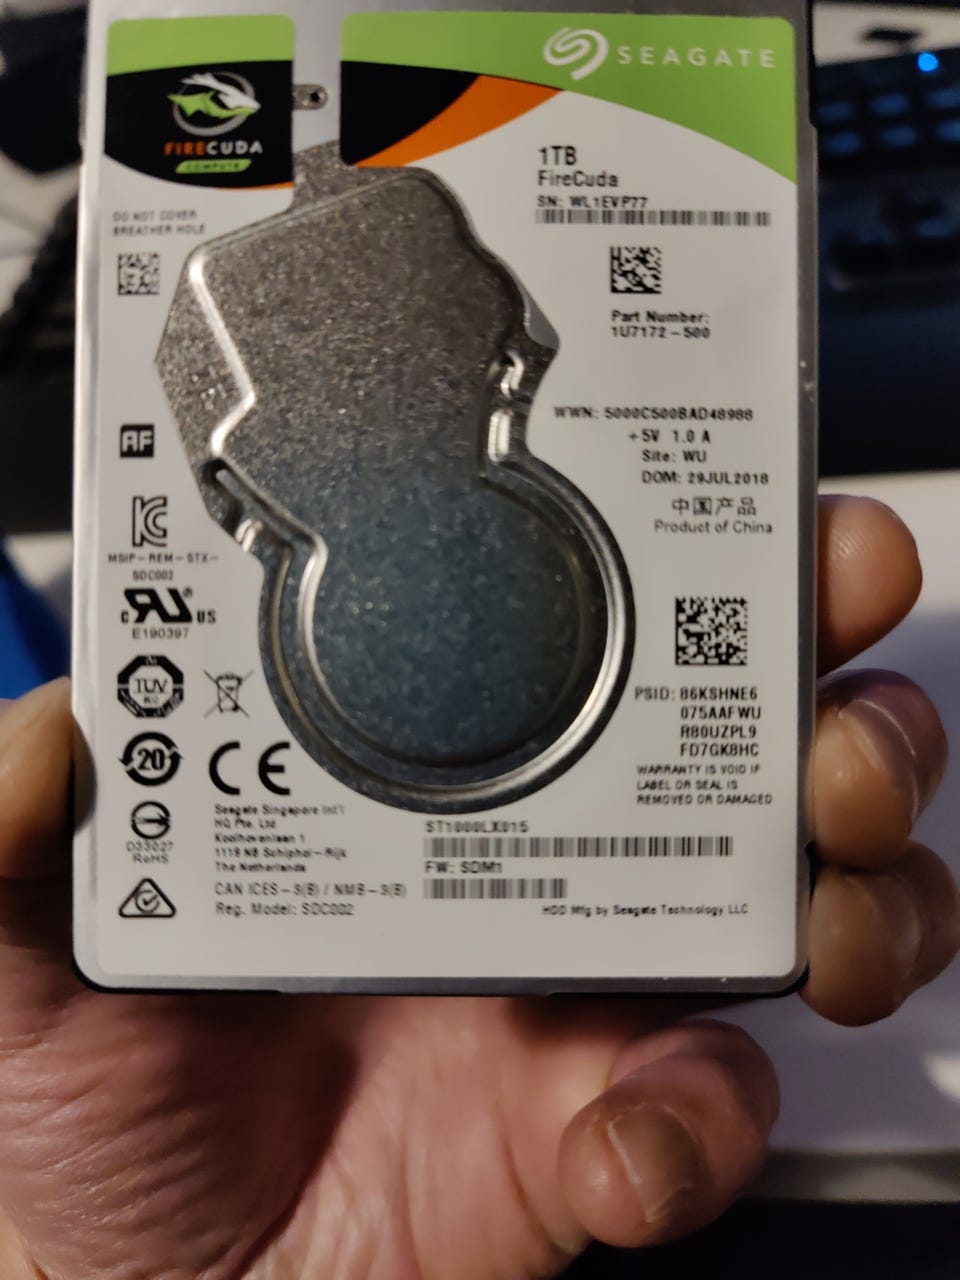 SEAGATE
FIRECUDA
COMPUTE
1TB
FireCuda
SN: WL1EVP77
DO NOT COVER
BREATHER HOLE
Part Number:
1U7172-500
WWN: 5000C500BAD48988
+5V 1.0 A
Site: WU
DOM: 29JUL2018
中国产品
Product of China
AF
MSIP-REM-STX-
SDC002
c RU US
E190397
TUV
20
D33027
RoHS
CE
PSID: 86KSHNE6
075AAFWU
R80UZPL9
FD7GK8HC
WARRANTY IS VOID IF
LABEL OR SEAL IS
REMOVED OR DAMAGED
Seagate Singapore Int'l
HQ Pte. Ltd
Koolhovenlaan 1
1119 NB Schiphol-Rijk
The Netherlands
CAN ICES-3(B) / NMB-3(B)
Reg. Model: SDC002
ST1000LX015
FW: SDM1
HDD Mfg by Seagate Technology LLC